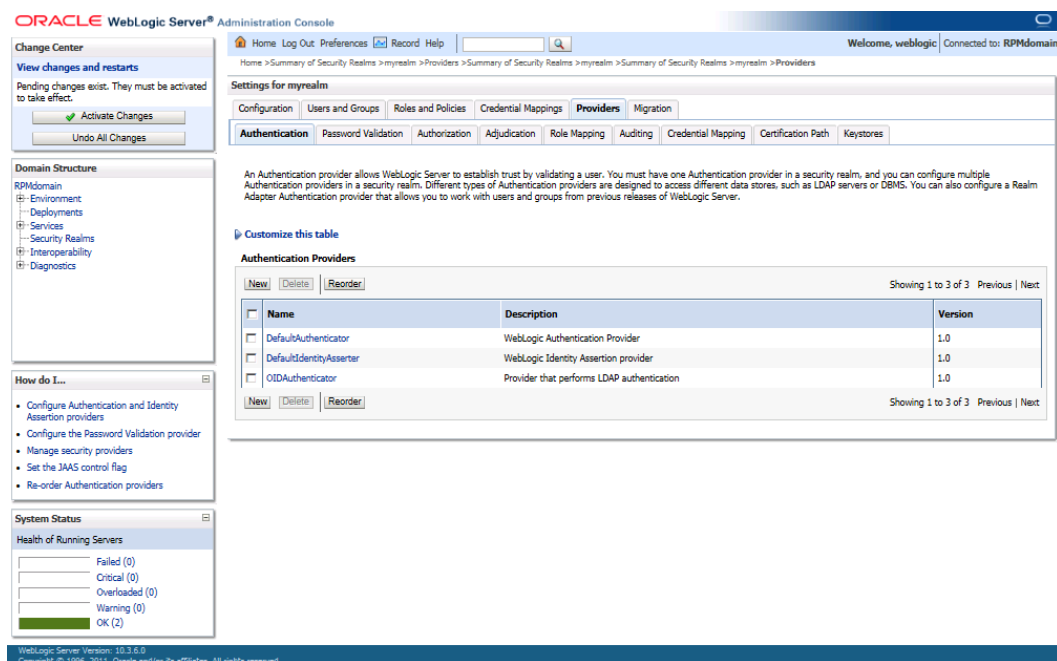 ORACLE WebLogic Server® Administration Console
Change Center
View changes and restarts
Pending changes exist. They must be activated
to take effect.
Activate Changes
Undo All Changes
Domain Structure
RPMdomain
Environment
Deployments
Services
Security Realms
Interoperability
Diagnostics
How do I...
Configure Authentication and Identity
Assertion providers
Configure the Password Validation provider
Manage security providers
Set the JAAS control flag
Re-order Authentication providers
System Status
Health of Running Servers
Failed (0)
Critical (0)
Overloaded (0)
Warning (0)
OK (2)
Home Log Out Preferences Record Help
Welcome, weblogic Connected to: RPMdomain
Home >Summary of Security Realms >myrealm >Providers >Summary of Security Realms >myrealm >Summary of Security Realms >myrealm >Providers
Settings for myrealm
Configuration Users and Groups Roles and Policies Credential Mappings Providers Migration
Authentication Password Validation Authorization Adjudication Role Mapping Auditing Credential Mapping Certification Path Keystores
An Authentication provider allows WebLogic Server to establish trust by validating a user. You must have one Authentication provider in a security realm, and you can configure multiple
Authentication providers in a security realm. Different types of Authentication providers are designed to access different data stores, such as LDAP servers or DBMS. You can also configure a Realm
Adapter Authentication provider that allows you to work with users and groups from previous releases of WebLogic Server.
Customize this table
Authentication Providers
New Delete Reorder
Showing 1 to 3 of 3 Previous | Next
Name Description Version
DefaultAuthenticator WebLogic Authentication Provider 1.0
DefaultIdentityAsserter WebLogic Identity Assertion provider 1.0
OIDAuthenticator Provider that performs LDAP authentication 1.0
New Delete Reorder
Showing 1 to 3 of 3 Previous | Next
WebLogic Server Version: 10.3.6.0
Copyright © 1996, 2011, Oracle and/or its affiliates. All rights reserved.